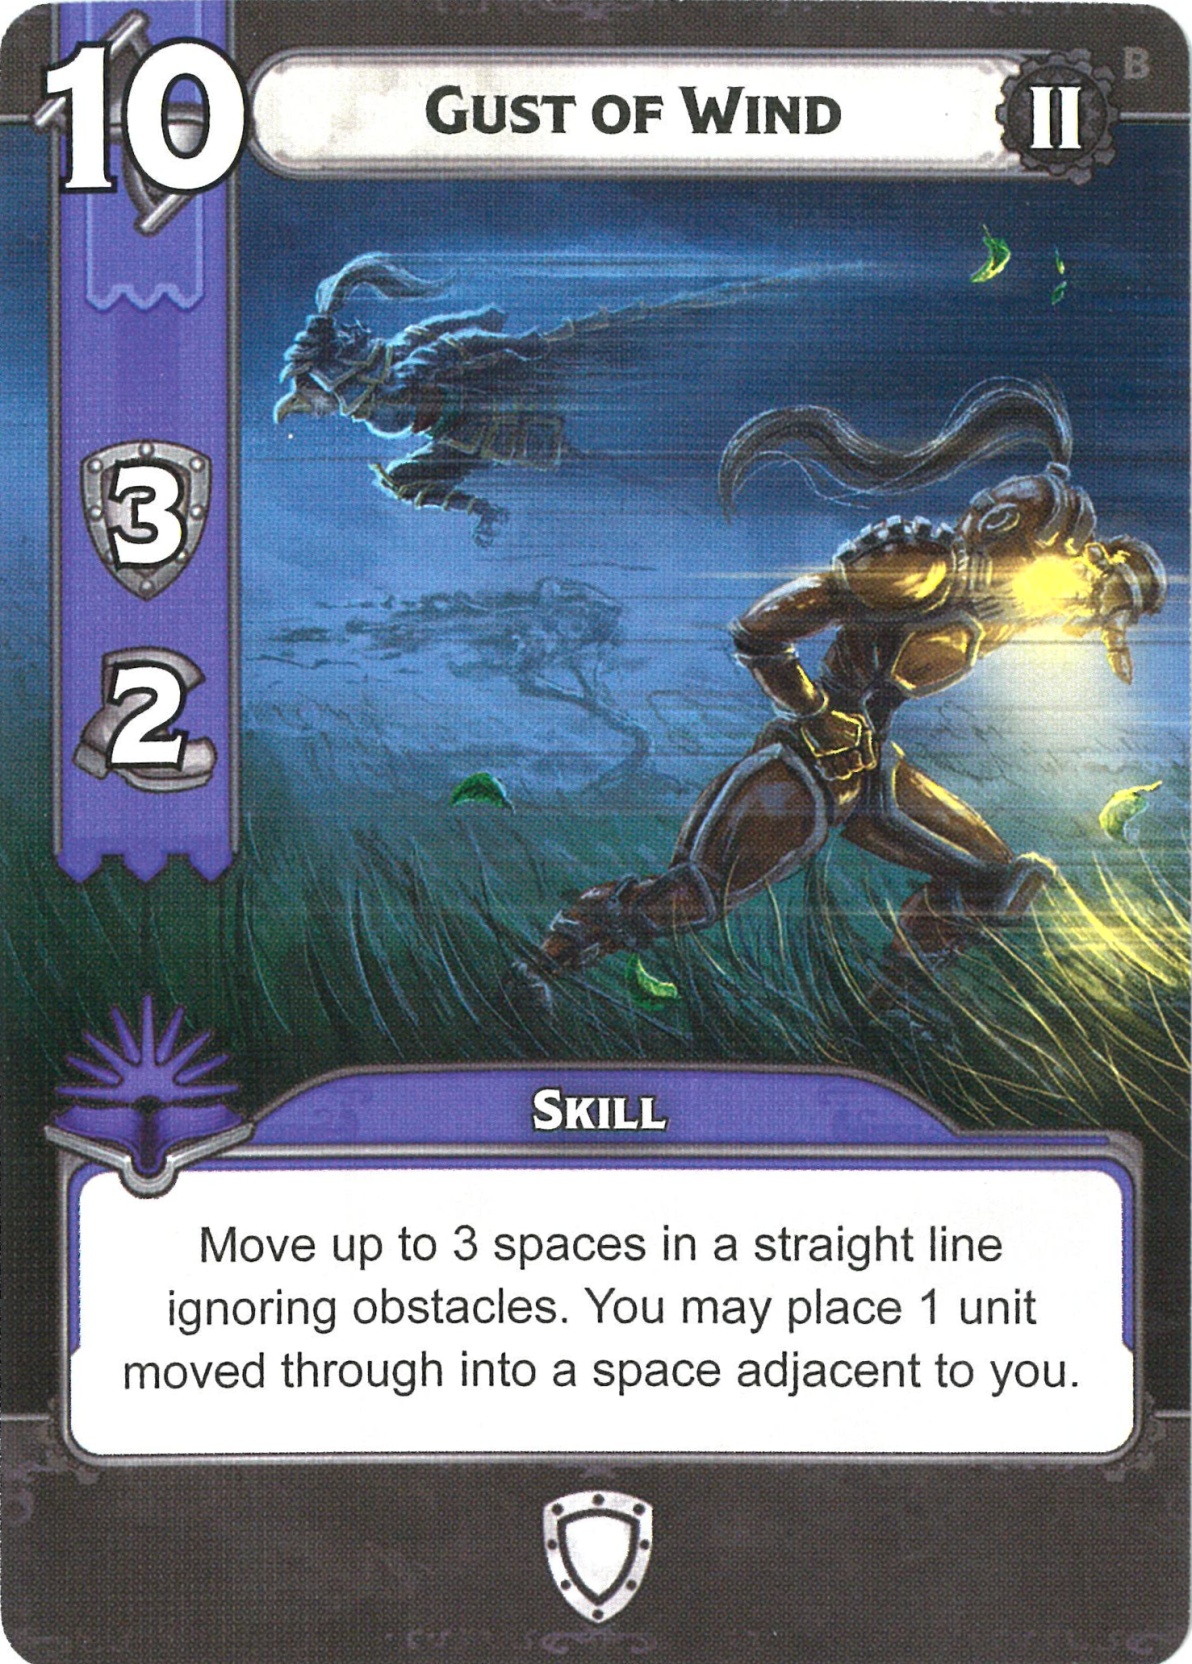 10
GUST OF WIND
II
B
3
2
SKILL
Move up to 3 spaces in a straight line
ignoring obstacles. You may place 1 unit
moved through into a space adjacent to you.